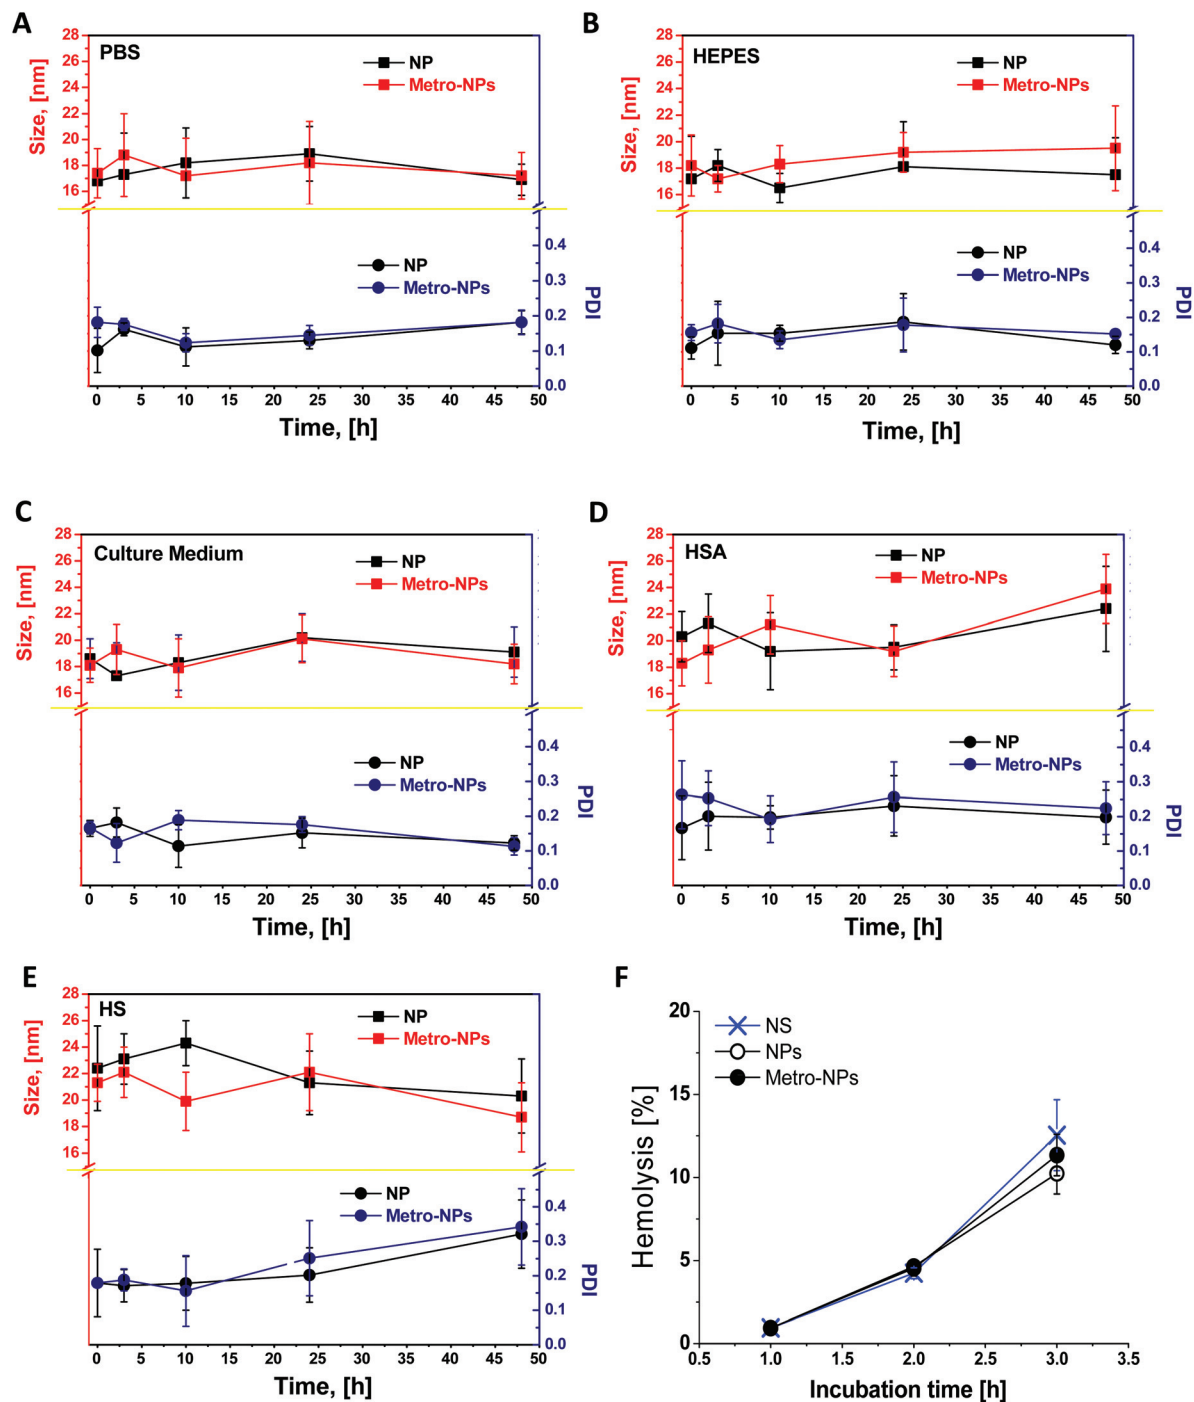 A
PBS
NP
Metro-NPs
Size, [nm]
28
26
24
22
20
18
16
NP
Metro-NPs
0.4
0.3
0.2
0.1
0.0
PDI
0 5 10 15 20 25 30 35 40 45 50
Time, [h]
B
HEPES
NP
Metro-NPs
Size, [nm]
28
26
24
22
20
18
16
NP
Metro-NPs
0.4
0.3
0.2
0.1
0.0
PDI
0 5 10 15 20 25 30 35 40 45 50
Time, [h]
C
Culture Medium
NP
Metro-NPs
Size, [nm]
28
26
24
22
20
18
16
NP
Metro-NPs
0.4
0.3
0.2
0.1
0.0
PDI
0 5 10 15 20 25 30 35 40 45 50
Time, [h]
D
HSA
NP
Metro-NPs
Size, [nm]
28
26
24
22
20
18
16
NP
Metro-NPs
0.4
0.3
0.2
0.1
0.0
PDI
0 5 10 15 20 25 30 35 40 45 50
Time, [h]
E
HS
NP
Metro-NPs
Size, [nm]
28
26
24
22
20
18
16
NP
Metro-NPs
0.4
0.3
0.2
0.1
0.0
PDI
0 5 10 15 20 25 30 35 40 45 50
Time, [h]
F
NS
NPs
Metro-NPs
Hemolysis [%]
20
15
10
5
0
0.5 1.0 1.5 2.0 2.5 3.0 3.5
Incubation time [h]